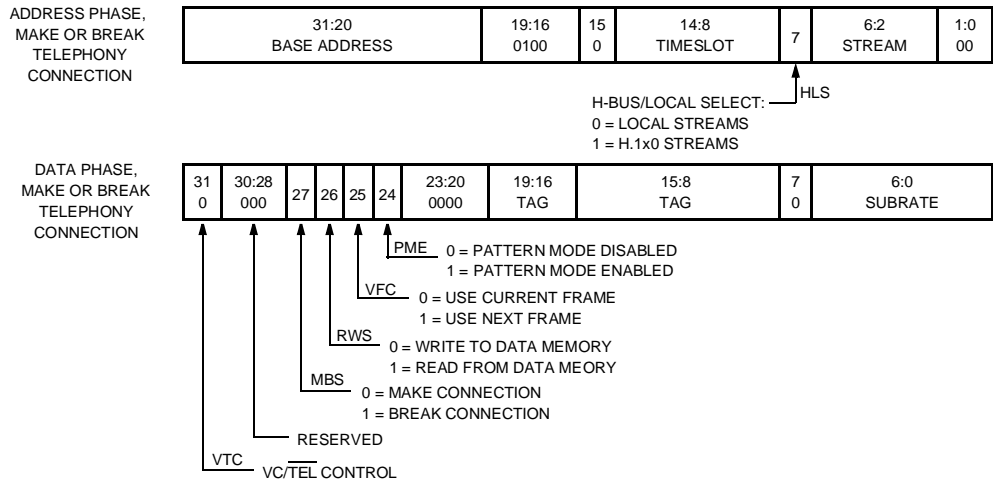 ADDRESS PHASE,
MAKE OR BREAK
TELEPHONY
CONNECTION
31:20
BASE ADDRESS
19:16
0100
15
0
14:8
TIMESLOT
7
6:2
STREAM
1:0
00
HLS
H-BUS/LOCAL SELECT:
0 = LOCAL STREAMS
1 = H.1x0 STREAMS
DATA PHASE,
MAKE OR BREAK
TELEPHONY
CONNECTION
31
0
30:28
000
27
26
25
24
23:20
0000
19:16
TAG
15:8
TAG
7
0
6:0
SUBRATE
PME
0 = PATTERN MODE DISABLED
1 = PATTERN MODE ENABLED
VFC
0 = USE CURRENT FRAME
1 = USE NEXT FRAME
RWS
0 = WRITE TO DATA MEMORY
1 = READ FROM DATA MEORY
MBS
0 = MAKE CONNECTION
1 = BREAK CONNECTION
RESERVED
VTC
VC/TEL CONTROL